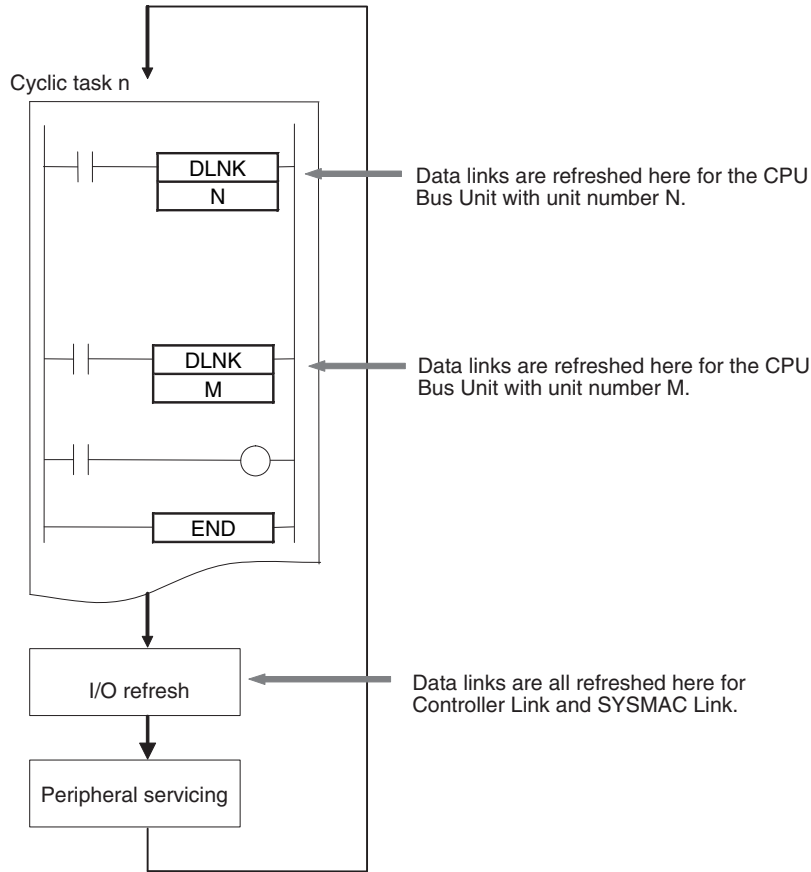 Cyclic task n
DLNK
N
Data links are refreshed here for the CPU
Bus Unit with unit number N.
DLNK
M
Data links are refreshed here for the CPU
Bus Unit with unit number M.
END
I/O refresh
Data links are all refreshed here for
Controller Link and SYSMAC Link.
Peripheral servicing